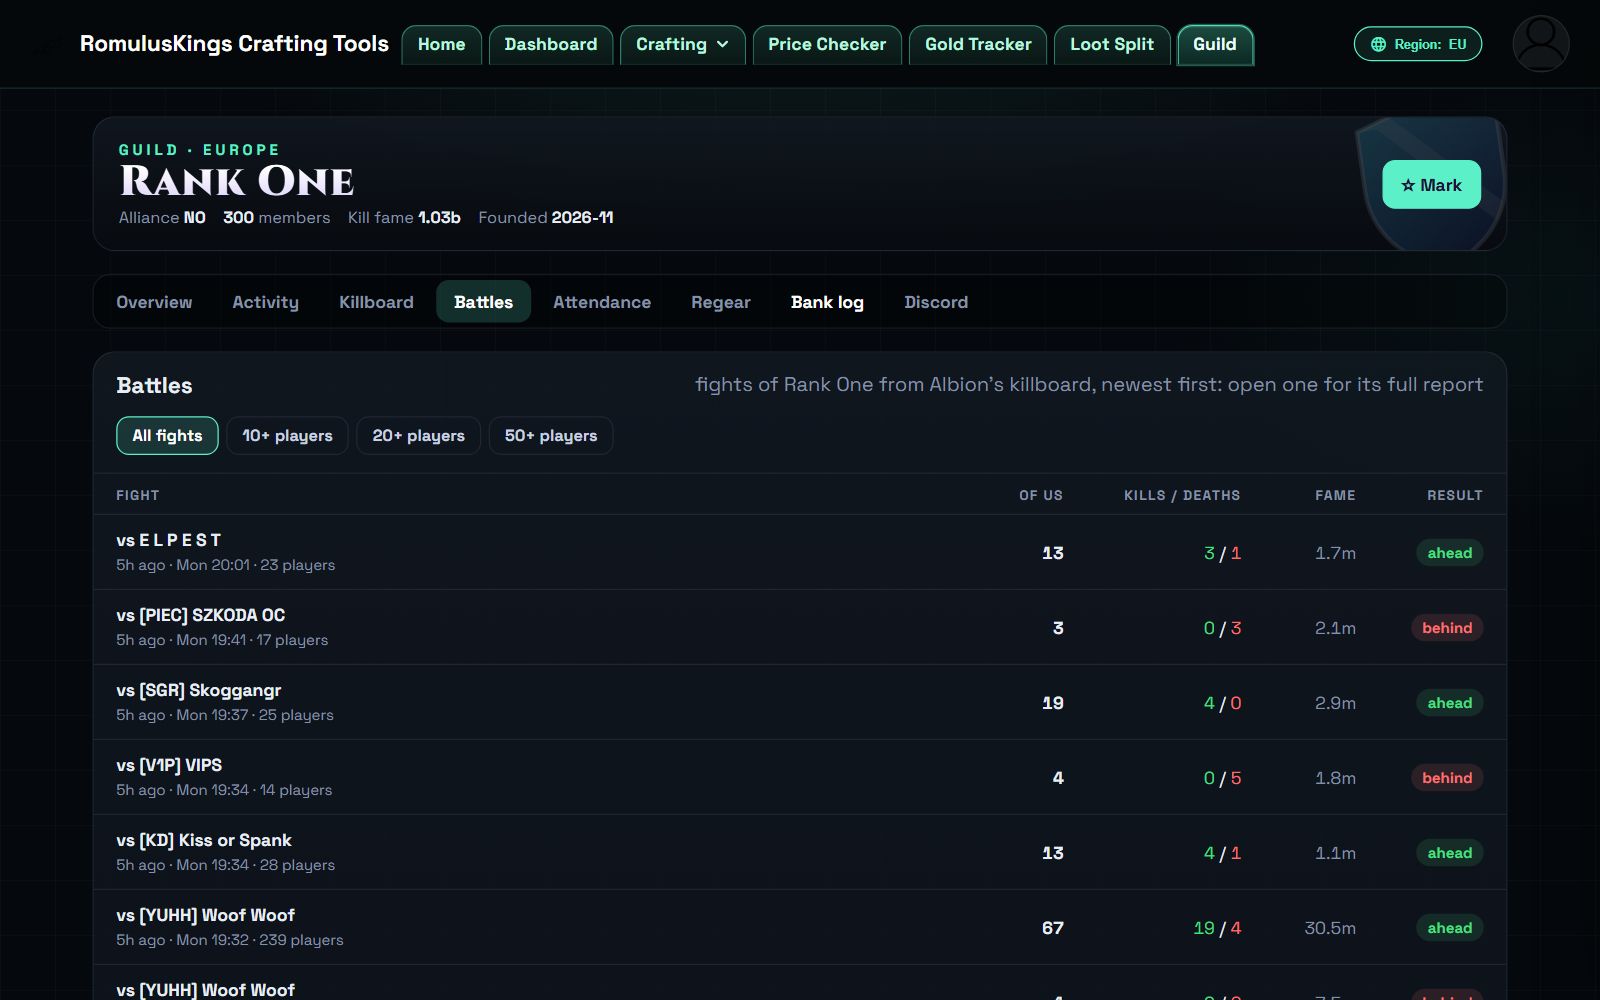 RomulusKings Crafting Tools
Home
Dashboard
Crafting
Price Checker
Gold Tracker
Loot Split
Guild
Region: EU
GUILD · EUROPE
RANK ONE
Alliance NO 300 members Kill fame 1.03b Founded 2026-11
☆ Mark
Overview
Activity
Killboard
Battles
Attendance
Regear
Bank log
Discord
Battles
fights of Rank One from Albion's killboard, newest first: open one for its full report
All fights
10+ players
20+ players
50+ players
FIGHT OF US KILLS / DEATHS FAME RESULT
vs E L P E S T
5h ago · Mon 20:01 · 23 players
13 3 / 1 1.7m ahead
vs [PIEC] SZKODA OC
5h ago · Mon 19:41 · 17 players
3 0 / 3 2.1m behind
vs [SGR] Skoggangr
5h ago · Mon 19:37 · 25 players
19 4 / 0 2.9m ahead
vs [V1P] VIPS
5h ago · Mon 19:34 · 14 players
4 0 / 5 1.8m behind
vs [KD] Kiss or Spank
5h ago · Mon 19:34 · 28 players
13 4 / 1 1.1m ahead
vs [YUHH] Woof Woof
5h ago · Mon 19:32 · 239 players
67 19 / 4 30.5m ahead
vs [YUHH] Woof Woof